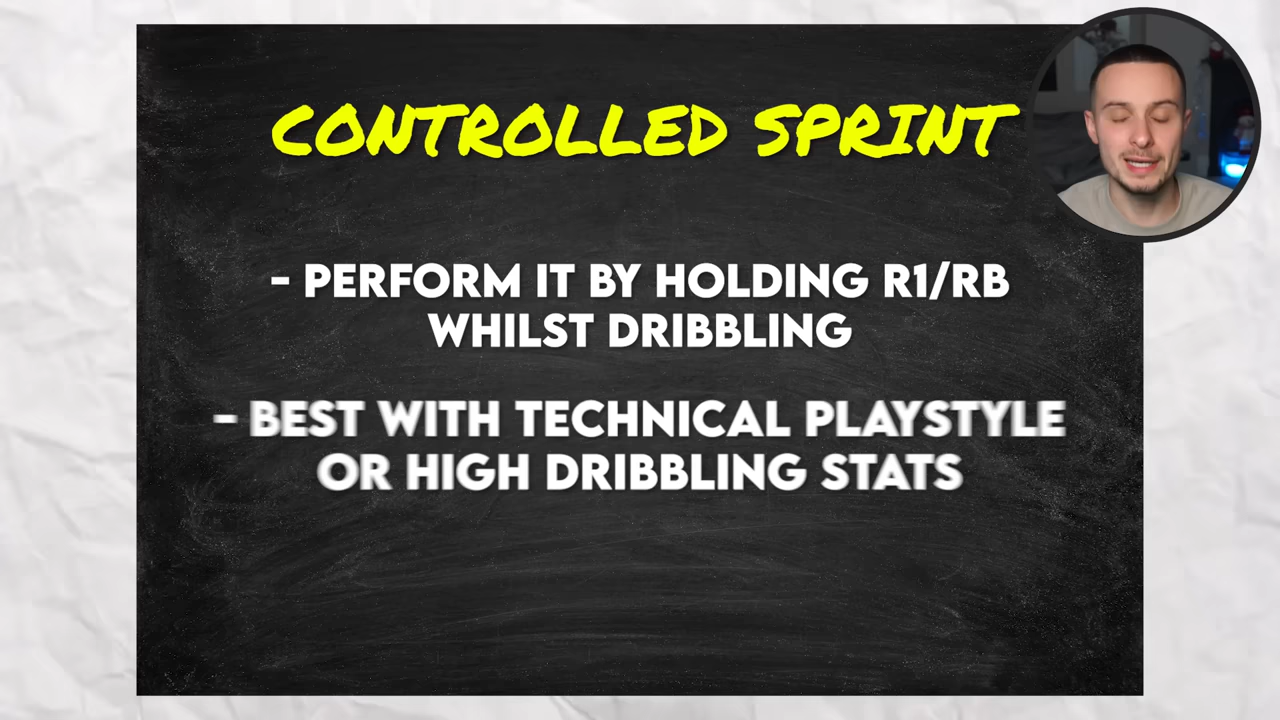 CONTROLLED SPRINT
- PERFORM IT BY HOLDING R1/RB
WHILST DRIBBLING
- BEST WITH TECHNICAL PLAYSTYLE
OR HIGH DRIBBLING STATS